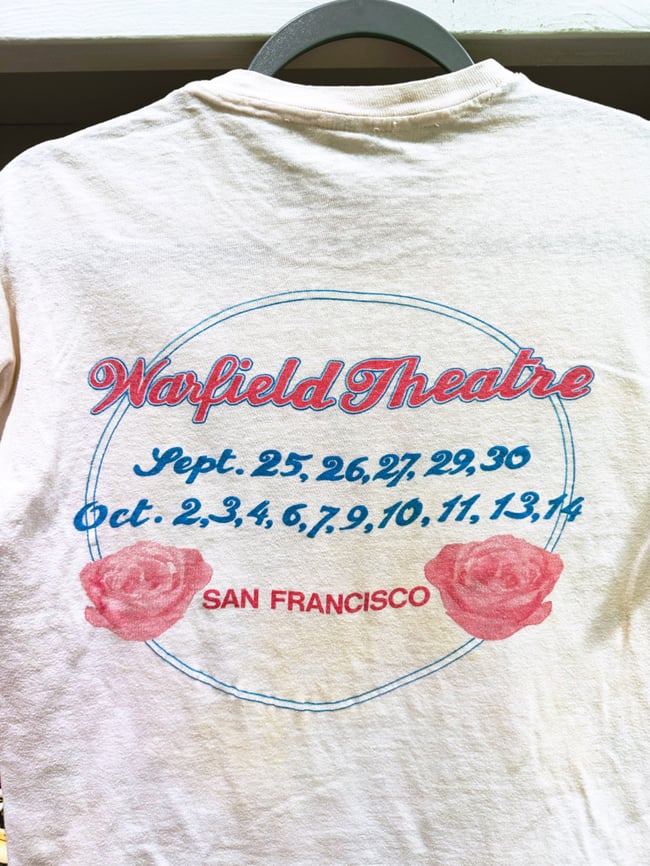 Warfield Theatre
Sept. 25, 26, 27, 29, 30
Oct. 2, 3, 4, 6, 7, 9, 10, 11, 13, 14
SAN FRANCISCO